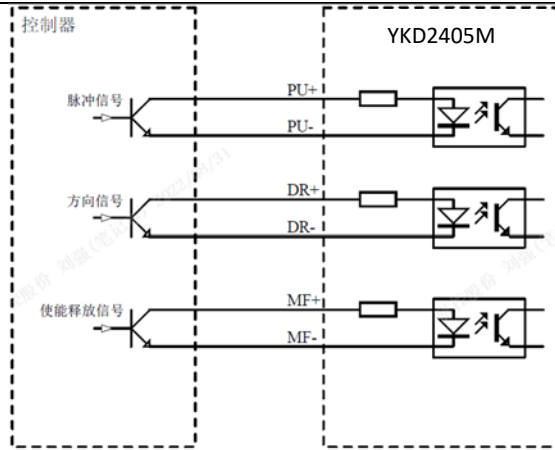 控制器
YKD2405M
脉冲信号
PU+
PU-
方向信号
DR+
DR-
使能释放信号
MF+
MF-